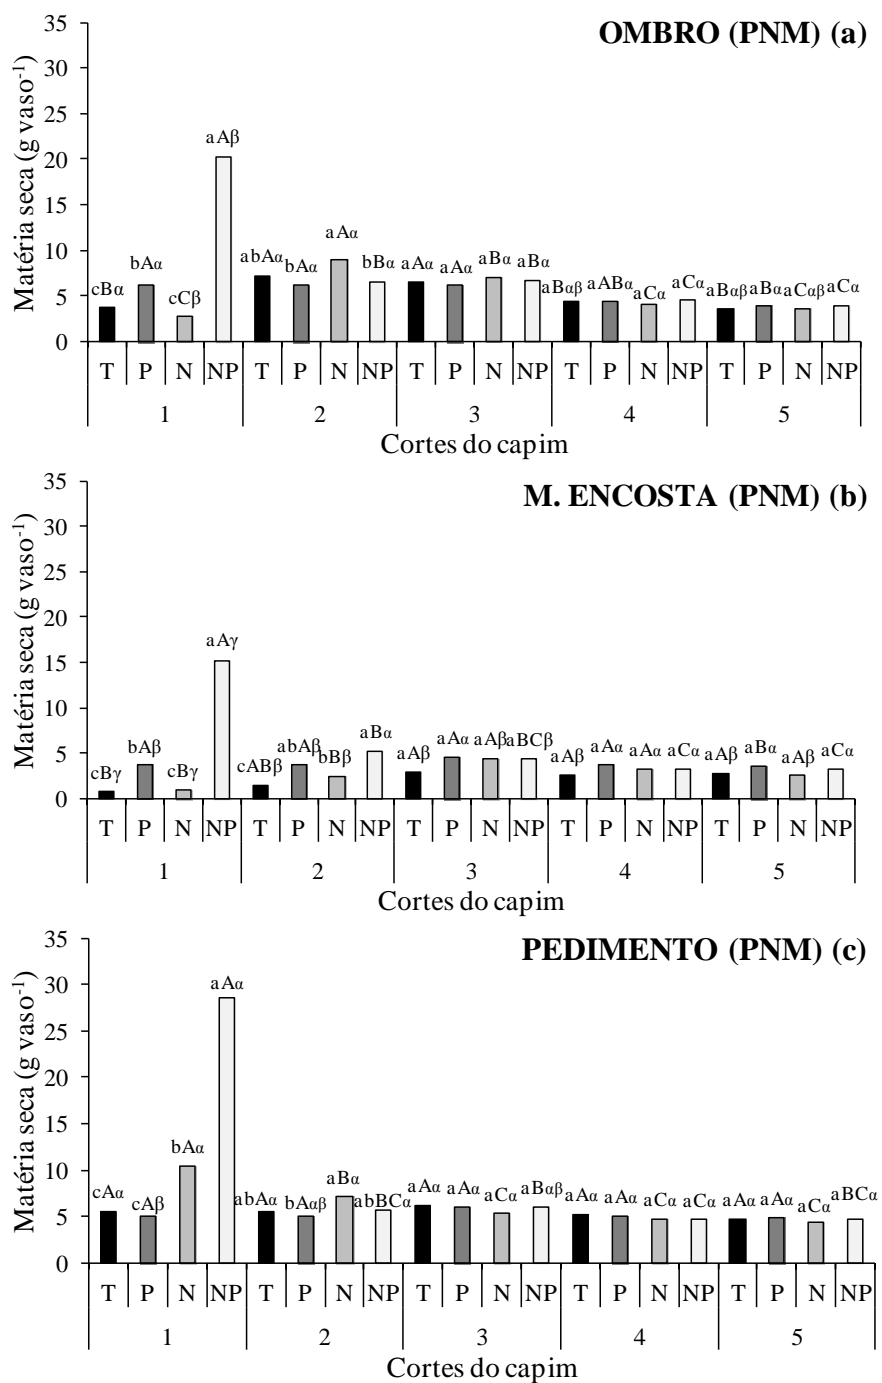 OMBRO (PNM) (a)
Matéria seca (g vaso-1)
35
30
25
20
15
10
5
0
cBα bAα cCβ aAβ abAα bAα aAα bBα aAα aAα aBα aBα aBαβ aABα aCα aCα aBαβ aBα aCαβ aCα
T P N NP T P N NP T P N NP T P N NP T P N NP
1 2 3 4 5
Cortes do capim
M. ENCOSTA (PNM) (b)
Matéria seca (g vaso-1)
35
30
25
20
15
10
5
0
cBγ bAβ cBγ aAγ cABβ abAβ bBβ aBα aAβ aAα aAβ aBCβ aAβ aAα aAα aCα aAβ aBα aAβ aCα
T P N NP T P N NP T P N NP T P N NP T P N NP
1 2 3 4 5
Cortes do capim
PEDIMENTO (PNM) (c)
Matéria seca (g vaso-1)
35
30
25
20
15
10
5
0
cAα cAβ bAα aAα abAα bAαβ aBα abBCα aAα aAα aCα aBαβ aAα aAα aCα aCα aAα aAα aCα aBCα
T P N NP T P N NP T P N NP T P N NP T P N NP
1 2 3 4 5
Cortes do capim